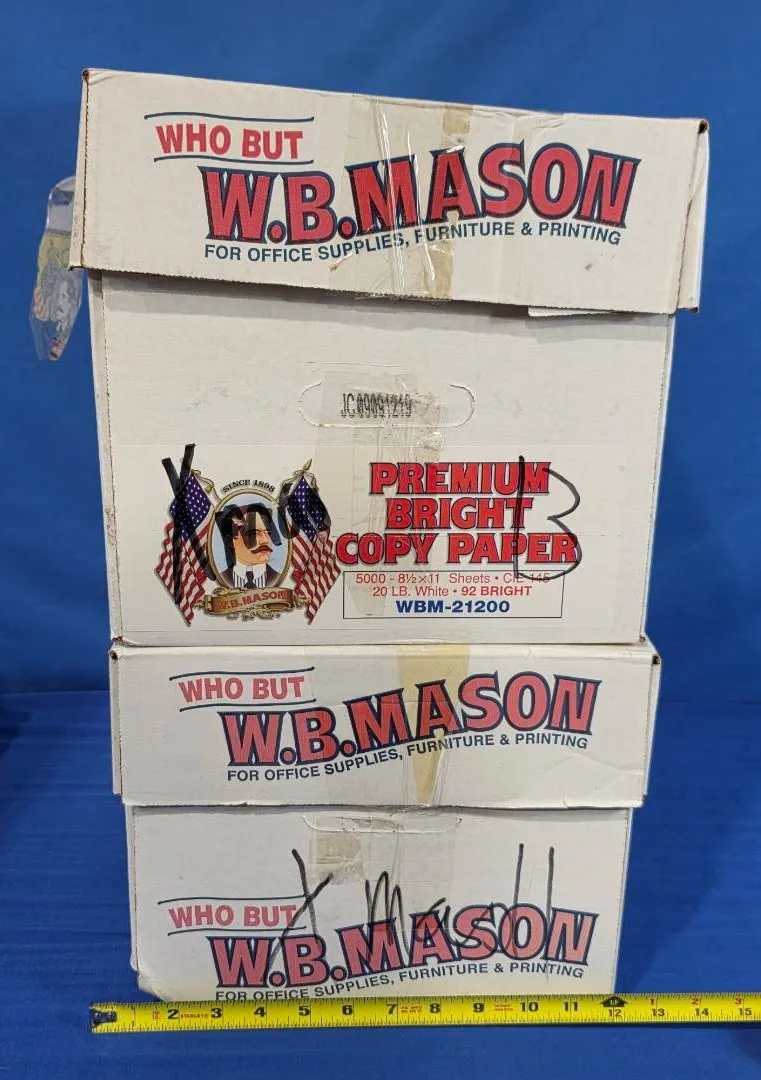 WHO BUT
W.B.MASON
FOR OFFICE SUPPLIES, FURNITURE & PRINTING
JC09091219
Xmas
B
SINCE 1898
W.B.MASON
PREMIUM
BRIGHT
COPY PAPER
5000 - 8½x11 Sheets • CIE 145
20 LB. White • 92 BRIGHT
WBM-21200
WHO BUT
W.B.MASON
FOR OFFICE SUPPLIES, FURNITURE & PRINTING
X
WHO BUT
W.B.MASON
FOR OFFICE SUPPLIES, FURNITURE & PRINTING
2 STANLEY® 3 4 5 6 7 8 9 10 11 12 13 14 15